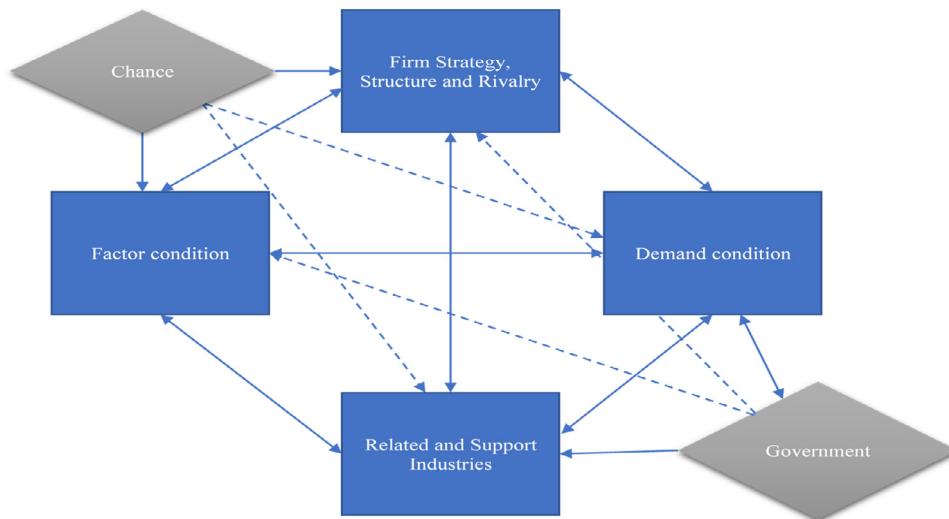 Chance
Firm Strategy,
Structure and Rivalry
Factor condition
Demand condition
Related and Support
Industries
Government